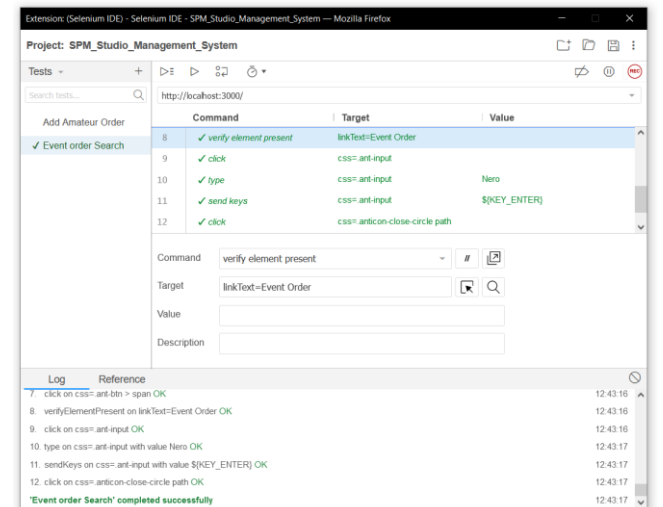 Extension: (Selenium IDE) - Selenium IDE - SPM_Studio_Management_System — Mozilla Firefox
Project: SPM_Studio_Management_System
Tests
Search tests...
REC
http://localhost:3000/
Add Amateur Order
✓ Event order Search
Command Target Value
8 ✓ verify element present linkText=Event Order
9 ✓ click css=.ant-input
10 ✓ type css=.ant-input Nero
11 ✓ send keys css=.ant-input ${KEY_ENTER}
12 ✓ click css=.anticon-close-circle path
Command verify element present //
Target linkText=Event Order
Value
Description
Log Reference
7. click on css=.ant-btn > span OK 12:43:16
8. verifyElementPresent on linkText=Event Order OK 12:43:16
9. click on css=.ant-input OK 12:43:16
10. type on css=.ant-input with value Nero OK 12:43:17
11. sendKeys on css=.ant-input with value ${KEY_ENTER} OK 12:43:17
12. click on css=.anticon-close-circle path OK 12:43:17
'Event order Search' completed successfully 12:43:17